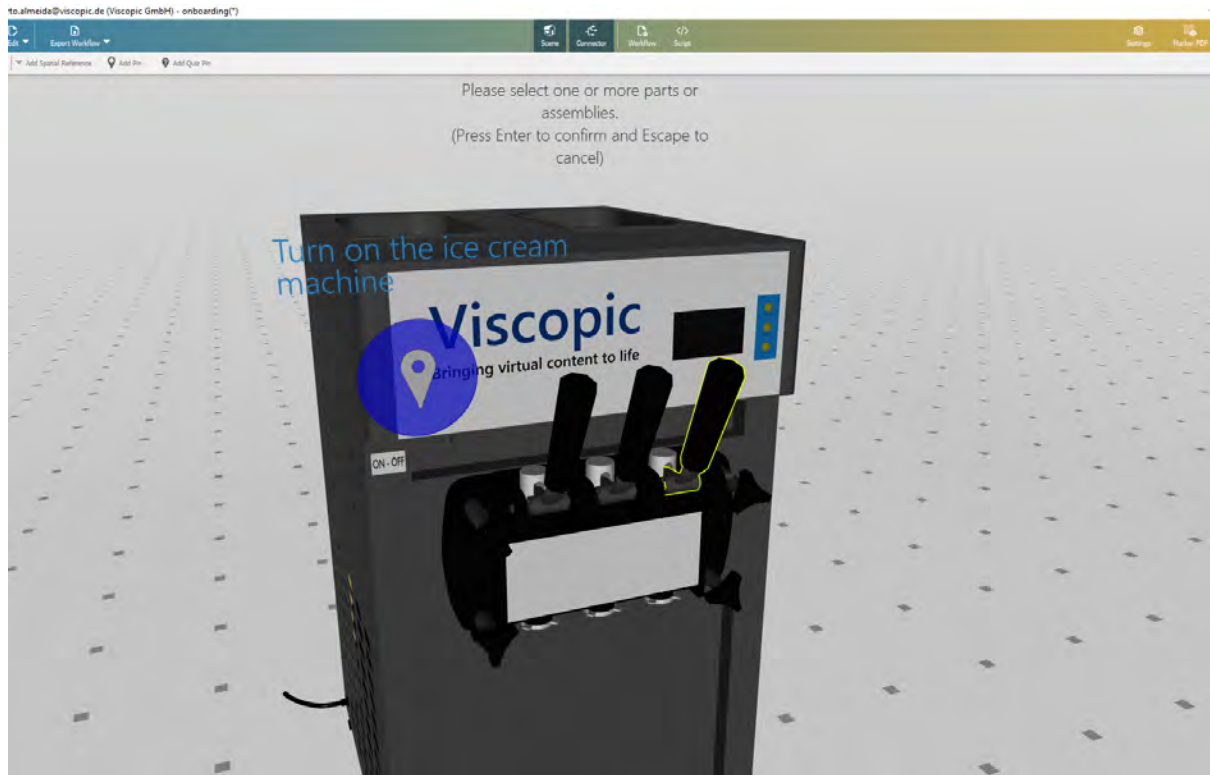 rto.almeida@viscopic.de (Viscopic GmbH) - onboarding(*)
Edit
Export Workflow
Scene
Connector
Workflow
Script
Settings
Marker PDF
Add Spatial Reference
Add Pin
Add Quiz Pin
Please select one or more parts or
assemblies.
(Press Enter to confirm and Escape to
cancel)
Turn on the ice cream
machine
Viscopic
Bringing virtual content to life
ON - OFF